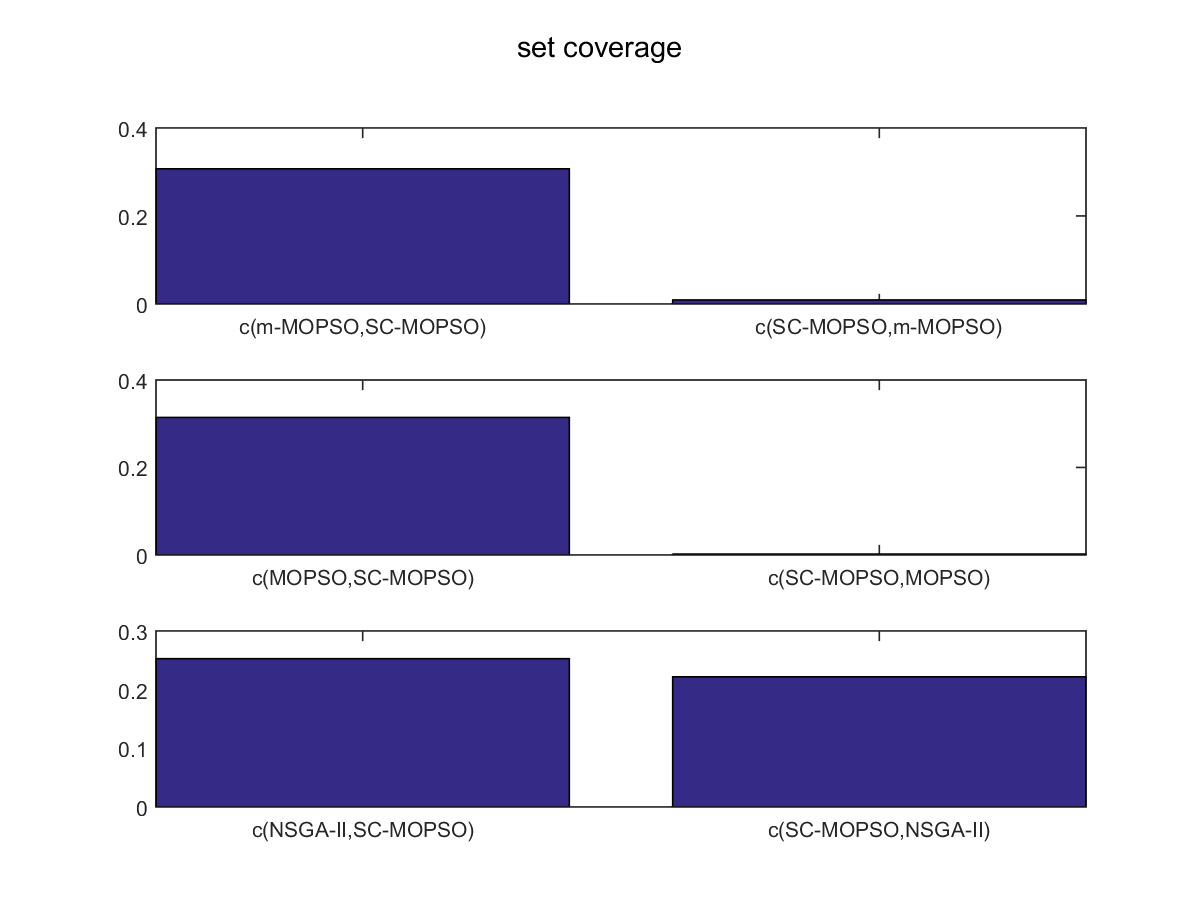 set coverage
0.4
0.2
0
c(m-MOPSO,SC-MOPSO) c(SC-MOPSO,m-MOPSO)
0.4
0.2
0
c(MOPSO,SC-MOPSO) c(SC-MOPSO,MOPSO)
0.3
0.2
0.1
0
c(NSGA-II,SC-MOPSO) c(SC-MOPSO,NSGA-II)